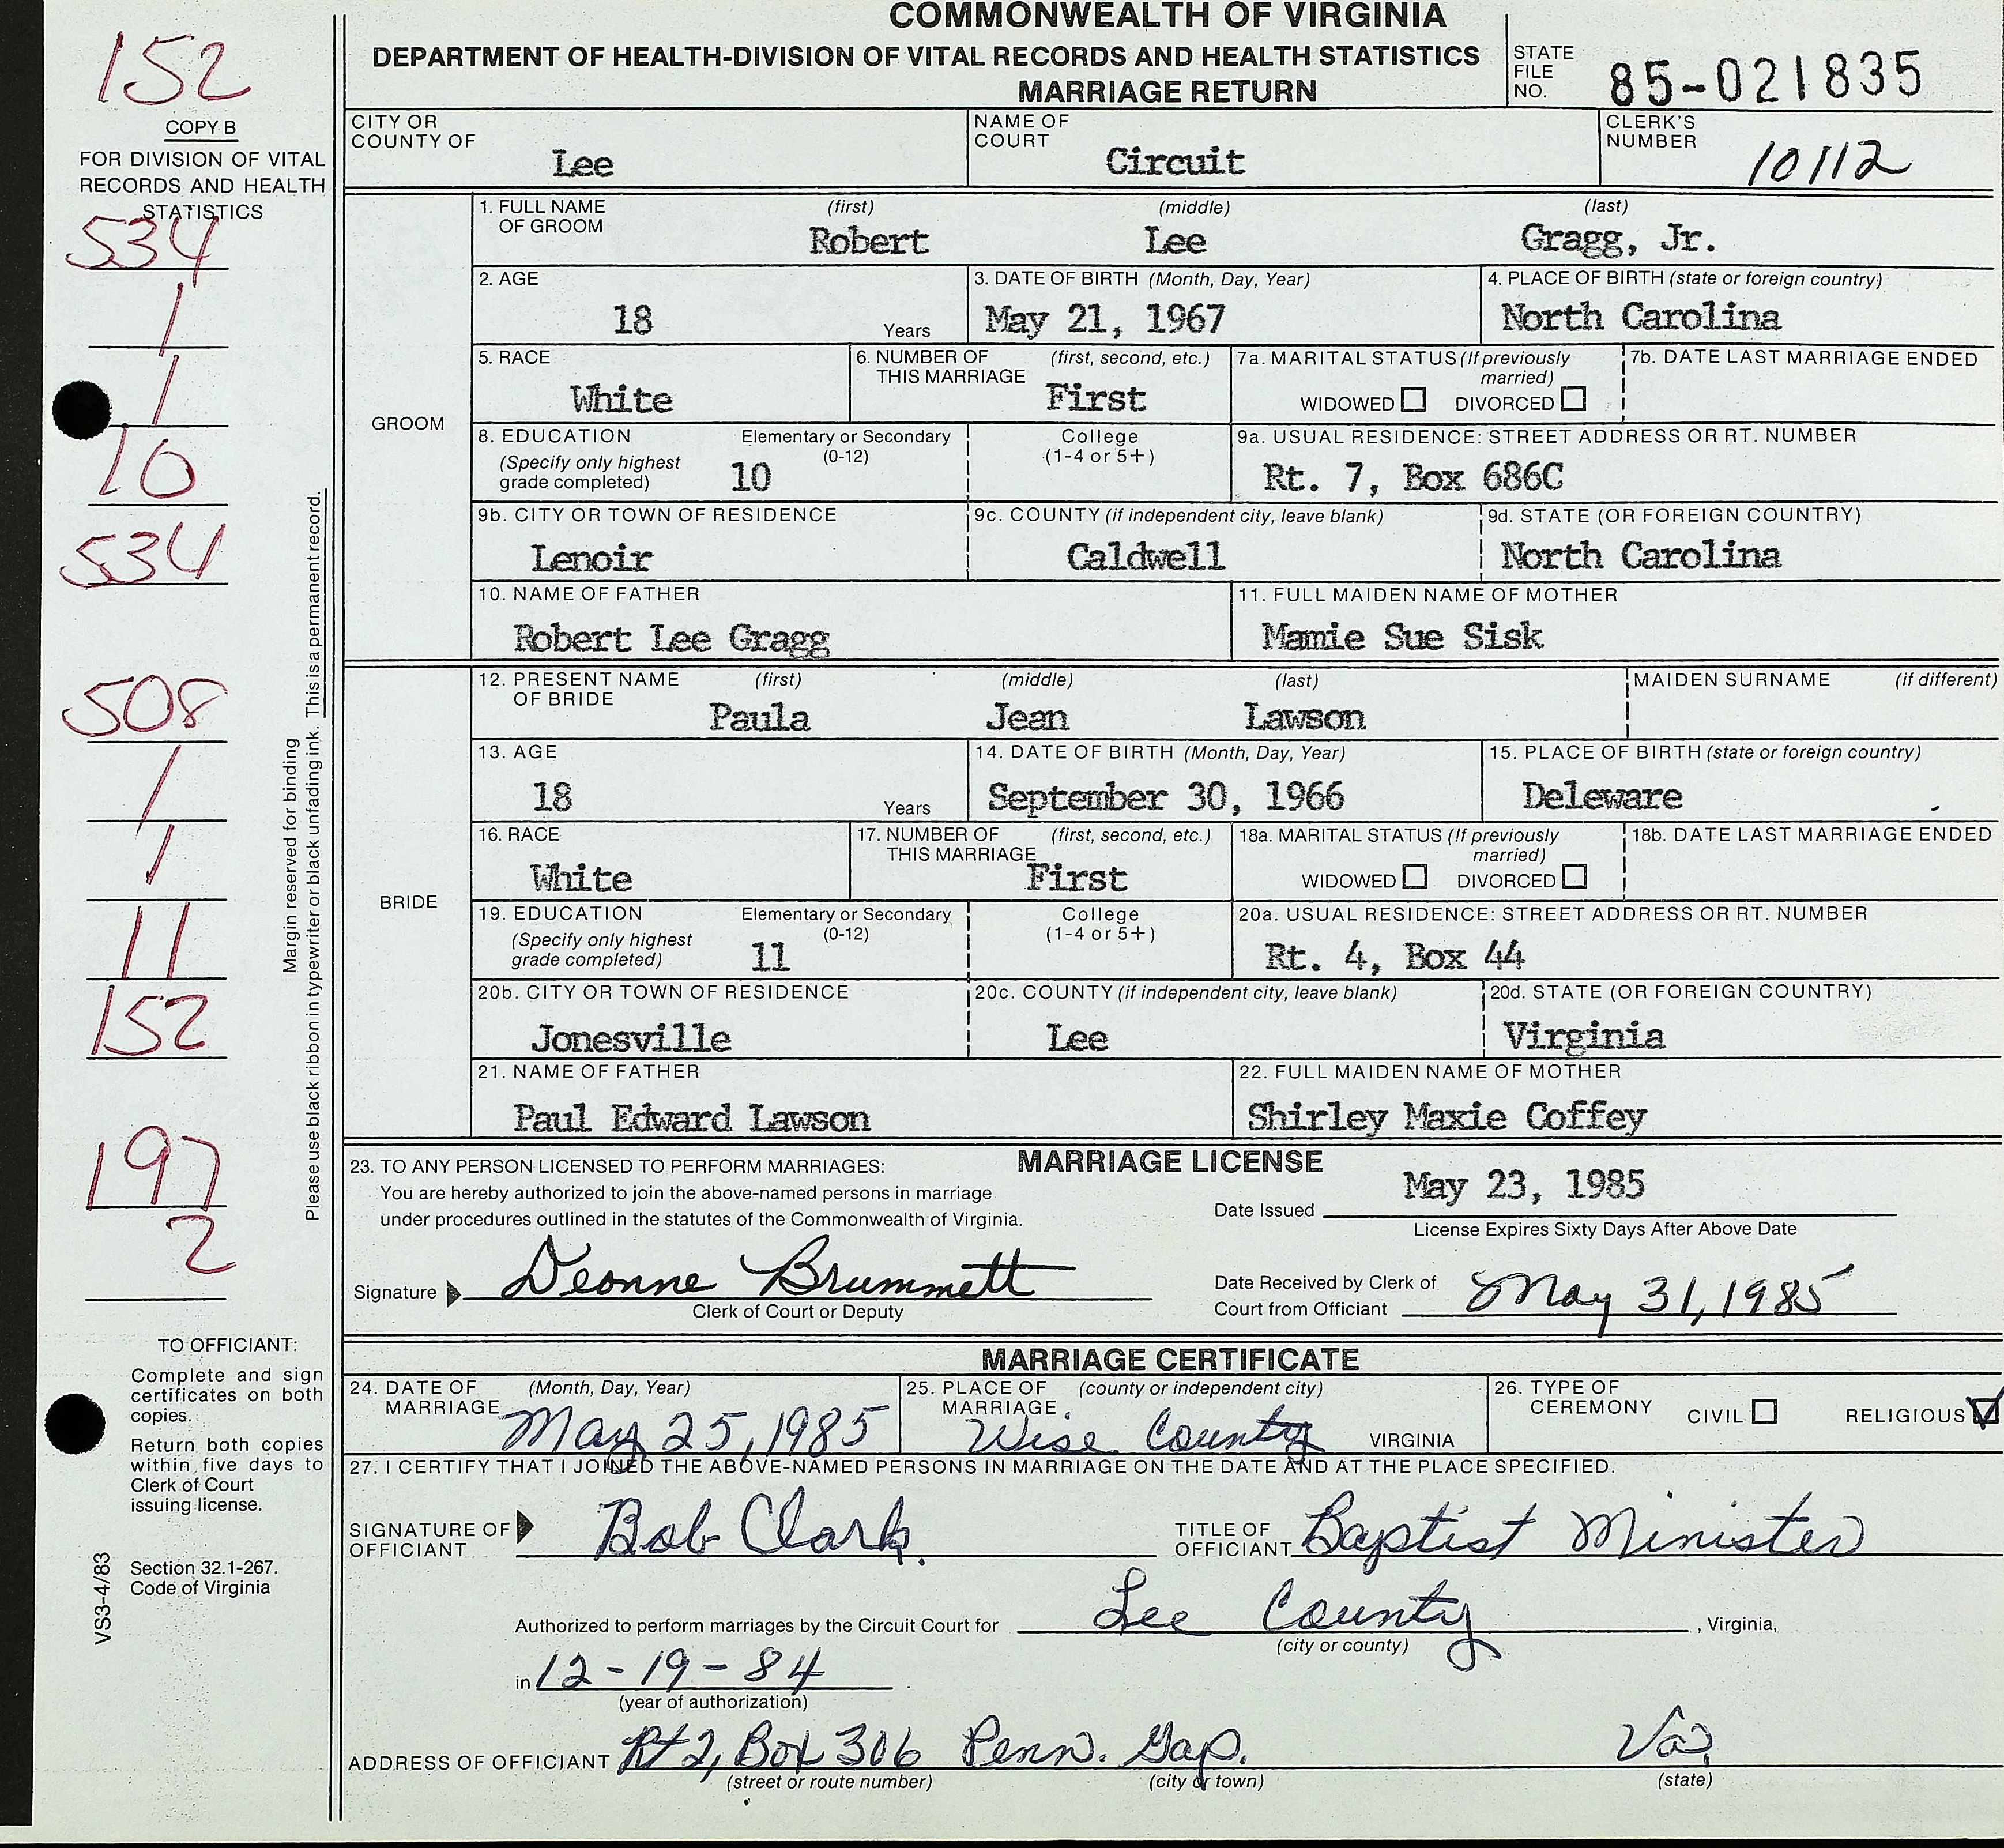 COMMONWEALTH OF VIRGINIA
DEPARTMENT OF HEALTH-DIVISION OF VITAL RECORDS AND HEALTH STATISTICS
MARRIAGE RETURN
STATE FILE NO. 85-021835
152
COPY B
FOR DIVISION OF VITAL
RECORDS AND HEALTH
STATISTICS
534
1
1
10
534
508
1
1
11
152
197
2
Margin reserved for binding
Please use black ribbon in typewriter or black unfading ink. This is a permanent record.
TO OFFICIANT:
Complete and sign
certificates on both
copies.
Return both copies
within five days to
Clerk of Court
issuing license.
Section 32.1-267.
Code of Virginia
VS3-4/83
CITY OR COUNTY OF Lee
NAME OF COURT Circuit
CLERK'S NUMBER 10112
GROOM
1. FULL NAME OF GROOM (first) Robert (middle) Lee (last) Gragg, Jr.
2. AGE 18 Years
3. DATE OF BIRTH (Month, Day, Year) May 21, 1967
4. PLACE OF BIRTH (state or foreign country) North Carolina
5. RACE White
6. NUMBER OF THIS MARRIAGE (first, second, etc.) First
7a. MARITAL STATUS (If previously married) WIDOWED DIVORCED
7b. DATE LAST MARRIAGE ENDED
8. EDUCATION (Specify only highest grade completed) Elementary or Secondary (0-12) 10
College (1-4 or 5+)
9a. USUAL RESIDENCE: STREET ADDRESS OR RT. NUMBER Rt. 7, Box 686C
9b. CITY OR TOWN OF RESIDENCE Lenoir
9c. COUNTY (if independent city, leave blank) Caldwell
9d. STATE (OR FOREIGN COUNTRY) North Carolina
10. NAME OF FATHER Robert Lee Gragg
11. FULL MAIDEN NAME OF MOTHER Mamie Sue Sisk
BRIDE
12. PRESENT NAME OF BRIDE (first) Paula (middle) Jean (last) Lawson
MAIDEN SURNAME (if different)
13. AGE 18 Years
14. DATE OF BIRTH (Month, Day, Year) September 30, 1966
15. PLACE OF BIRTH (state or foreign country) Deleware
16. RACE White
17. NUMBER OF THIS MARRIAGE (first, second, etc.) First
18a. MARITAL STATUS (If previously married) WIDOWED DIVORCED
18b. DATE LAST MARRIAGE ENDED
19. EDUCATION (Specify only highest grade completed) Elementary or Secondary (0-12) 11
College (1-4 or 5+)
20a. USUAL RESIDENCE: STREET ADDRESS OR RT. NUMBER Rt. 4, Box 44
20b. CITY OR TOWN OF RESIDENCE Jonesville
20c. COUNTY (if independent city, leave blank) Lee
20d. STATE (OR FOREIGN COUNTRY) Virginia
21. NAME OF FATHER Paul Edward Lawson
22. FULL MAIDEN NAME OF MOTHER Shirley Maxie Coffey
MARRIAGE LICENSE
23. TO ANY PERSON LICENSED TO PERFORM MARRIAGES:
You are hereby authorized to join the above-named persons in marriage
under procedures outlined in the statutes of the Commonwealth of Virginia.
Date Issued May 23, 1985
License Expires Sixty Days After Above Date
Signature Deonne Brummett
Clerk of Court or Deputy
Date Received by Clerk of Court from Officiant May 31, 1985
MARRIAGE CERTIFICATE
24. DATE OF MARRIAGE (Month, Day, Year) May 25, 1985
25. PLACE OF MARRIAGE (county or independent city) Wise County VIRGINIA
26. TYPE OF CEREMONY CIVIL RELIGIOUS
27. I CERTIFY THAT I JOINED THE ABOVE-NAMED PERSONS IN MARRIAGE ON THE DATE AND AT THE PLACE SPECIFIED.
SIGNATURE OF OFFICIANT Bob Clark.
TITLE OF OFFICIANT Baptist Minister
Authorized to perform marriages by the Circuit Court for Lee County, Virginia,
(city or county)
in 12-19-84.
(year of authorization)
ADDRESS OF OFFICIANT Rt 2, Box 306 Penn. Gap. Va.
(street or route number) (city or town) (state)